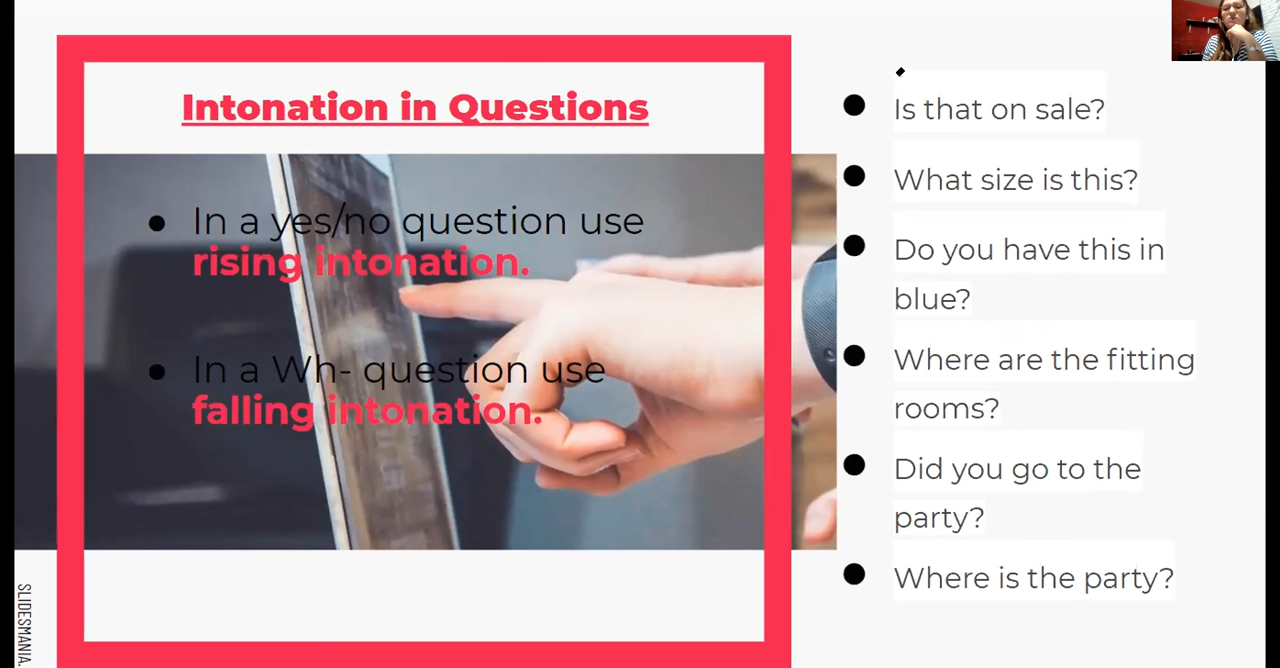 Intonation in Questions
● In a yes/no question use
rising intonation.
● In a Wh- question use
falling intonation.
● Is that on sale?
● What size is this?
● Do you have this in
blue?
● Where are the fitting
rooms?
● Did you go to the
party?
● Where is the party?
SLIDESMANIA.